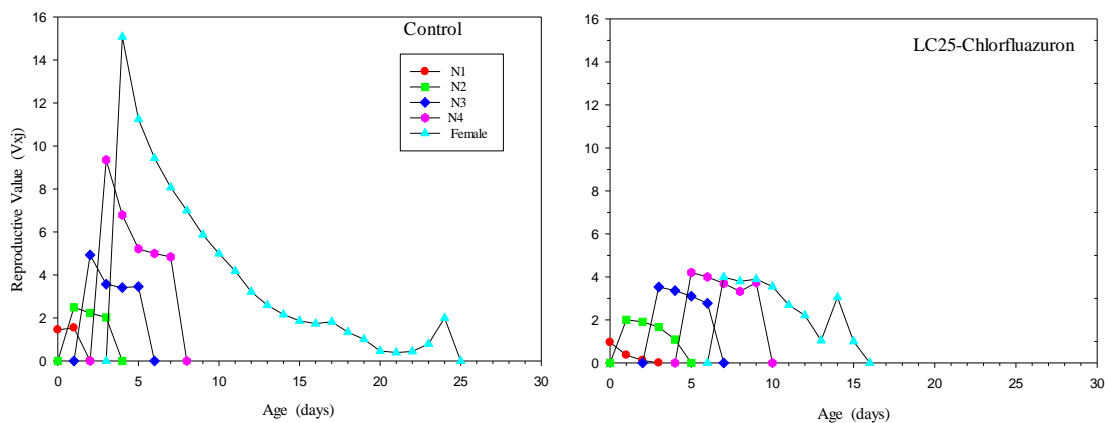 Control
N1
N2
N3
N4
Female
Reproductive Value (Vxj)
16
14
12
10
8
6
4
2
0
0 5 10 15 20 25 30
Age (days)
LC25-Chlorfluazuron
16
14
12
10
8
6
4
2
0
0 5 10 15 20 25 30
Age (days)